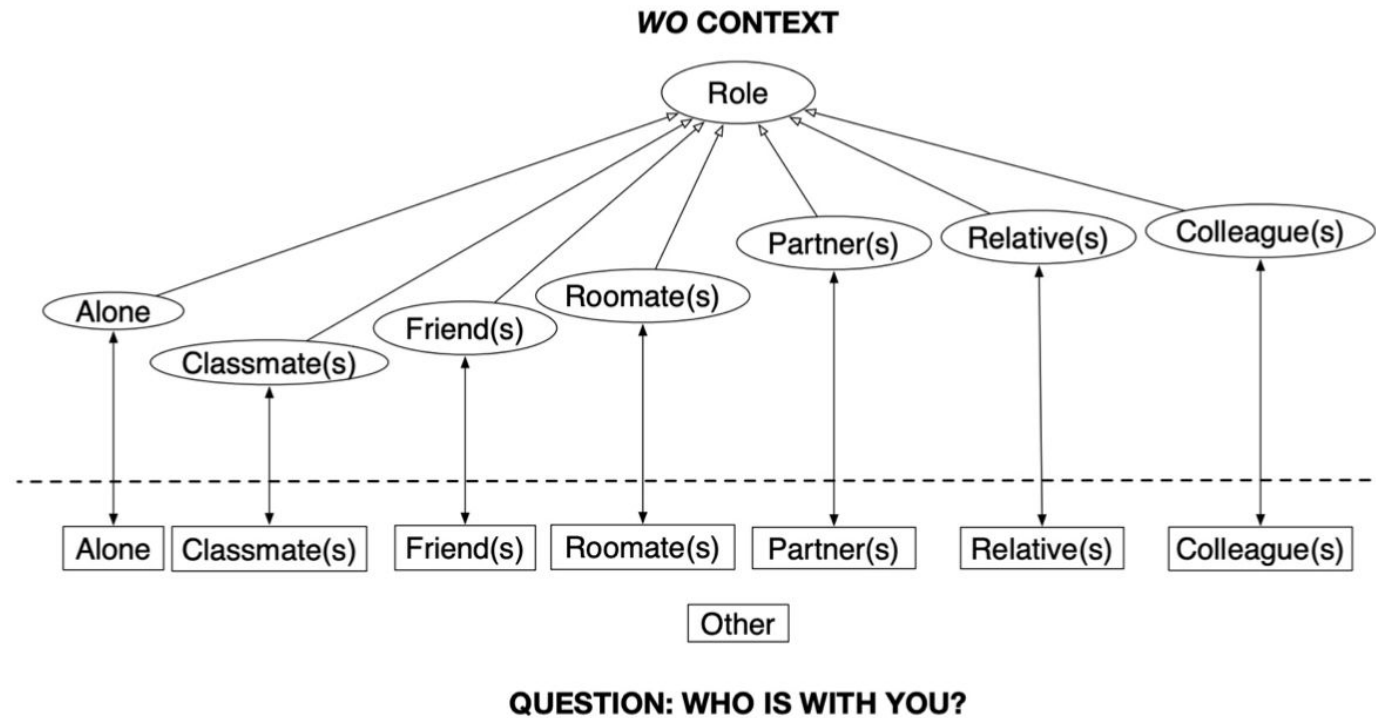 WO CONTEXT
Role
Partner(s)
Relative(s)
Colleague(s)
Alone
Classmate(s)
Friend(s)
Roomate(s)
Alone
Classmate(s)
Friend(s)
Roomate(s)
Partner(s)
Relative(s)
Colleague(s)
Other
QUESTION: WHO IS WITH YOU?